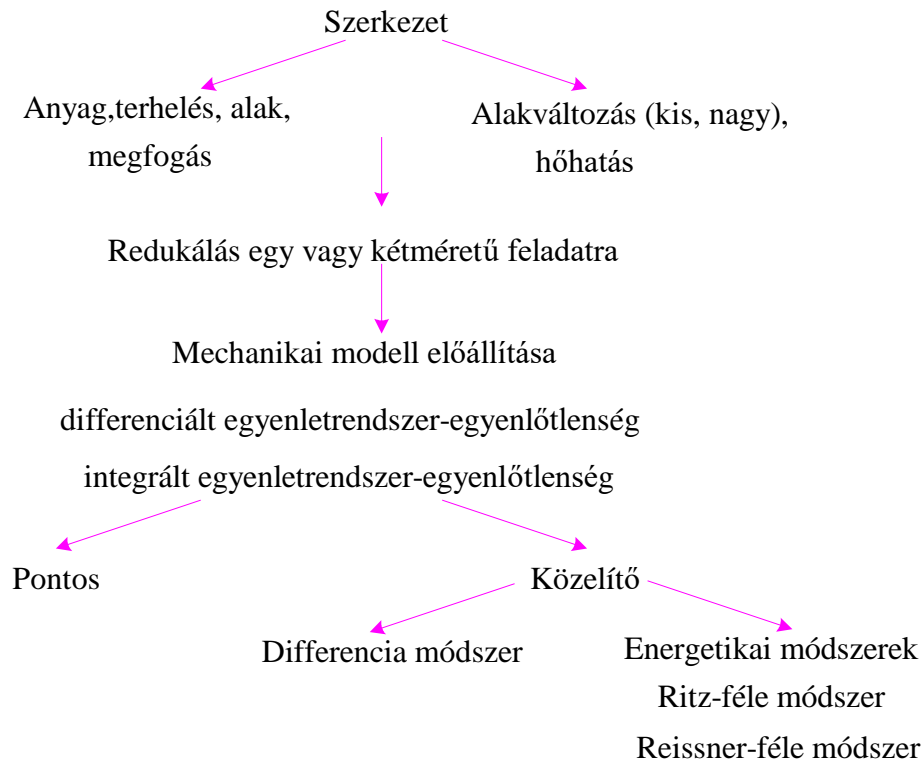 Szerkezet
Anyag,terhelés, alak,
megfogás
Alakváltozás (kis, nagy),
hőhatás
Redukálás egy vagy kétméretű feladatra
Mechanikai modell előállítása
differenciált egyenletrendszer-egyenlőtlenség
integrált egyenletrendszer-egyenlőtlenség
Pontos
Közelítő
Differencia módszer
Energetikai módszerek
Ritz-féle módszer
Reissner-féle módszer